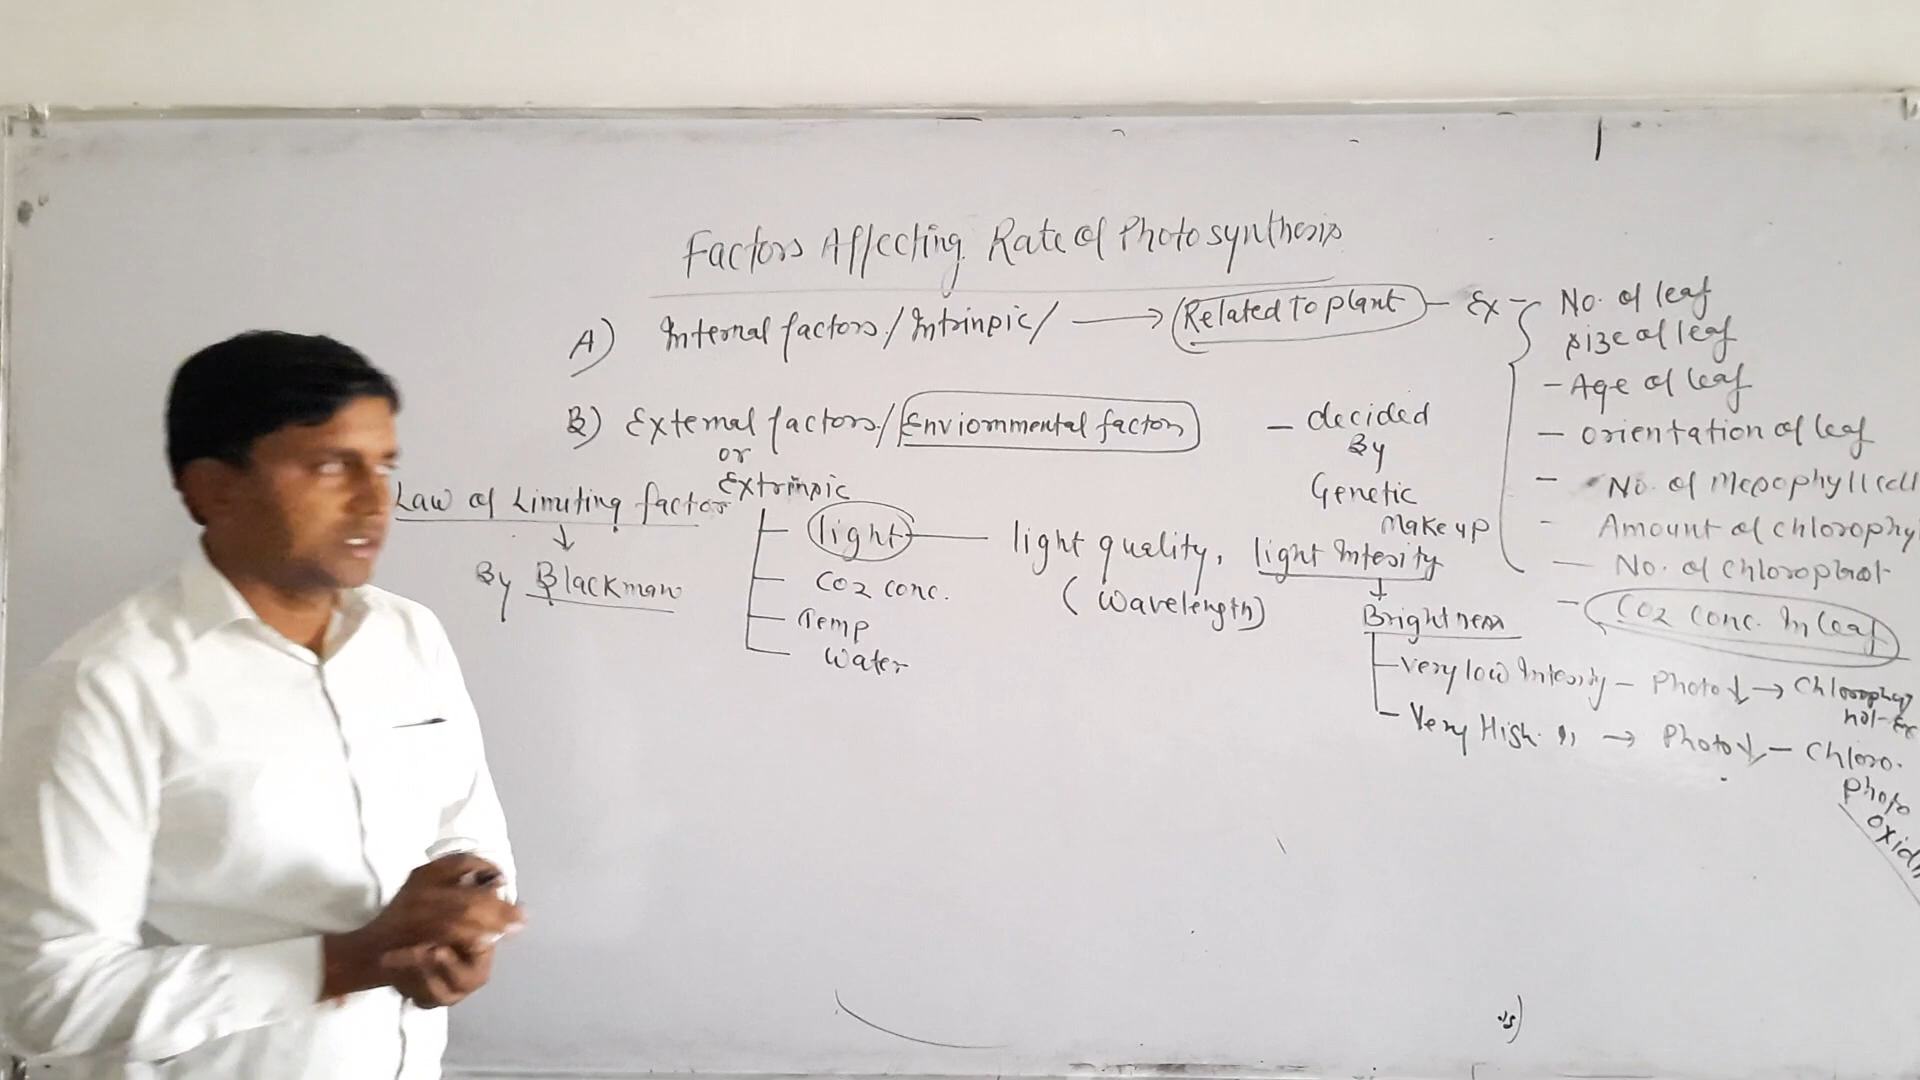 Factors Affecting Rate of Photosynthesis
A) Internal factors/Intrinsic/ → Related To plant - Ex -
No. of leaf
size of leaf
- Age of leaf
- orientation of leaf
- No. of Mesophyll cell
- Amount of chlorophy
- No. of chloroplast
- CO2 conc. In leaf
B) External factors/Enviornmental factors
or
Extrinsic
- decided
By
Genetic
Make up
Law of Limiting factor
↓
By Blackman
light
CO2 conc.
Temp
Water
light quality, light Intesity
(Wavelength)
↓
Brightness
- very low Intesity - Photo ↓ → Chlorophy
not-Ex
- Very High " → Photo ↓ - Chloro.
Photo
oxid